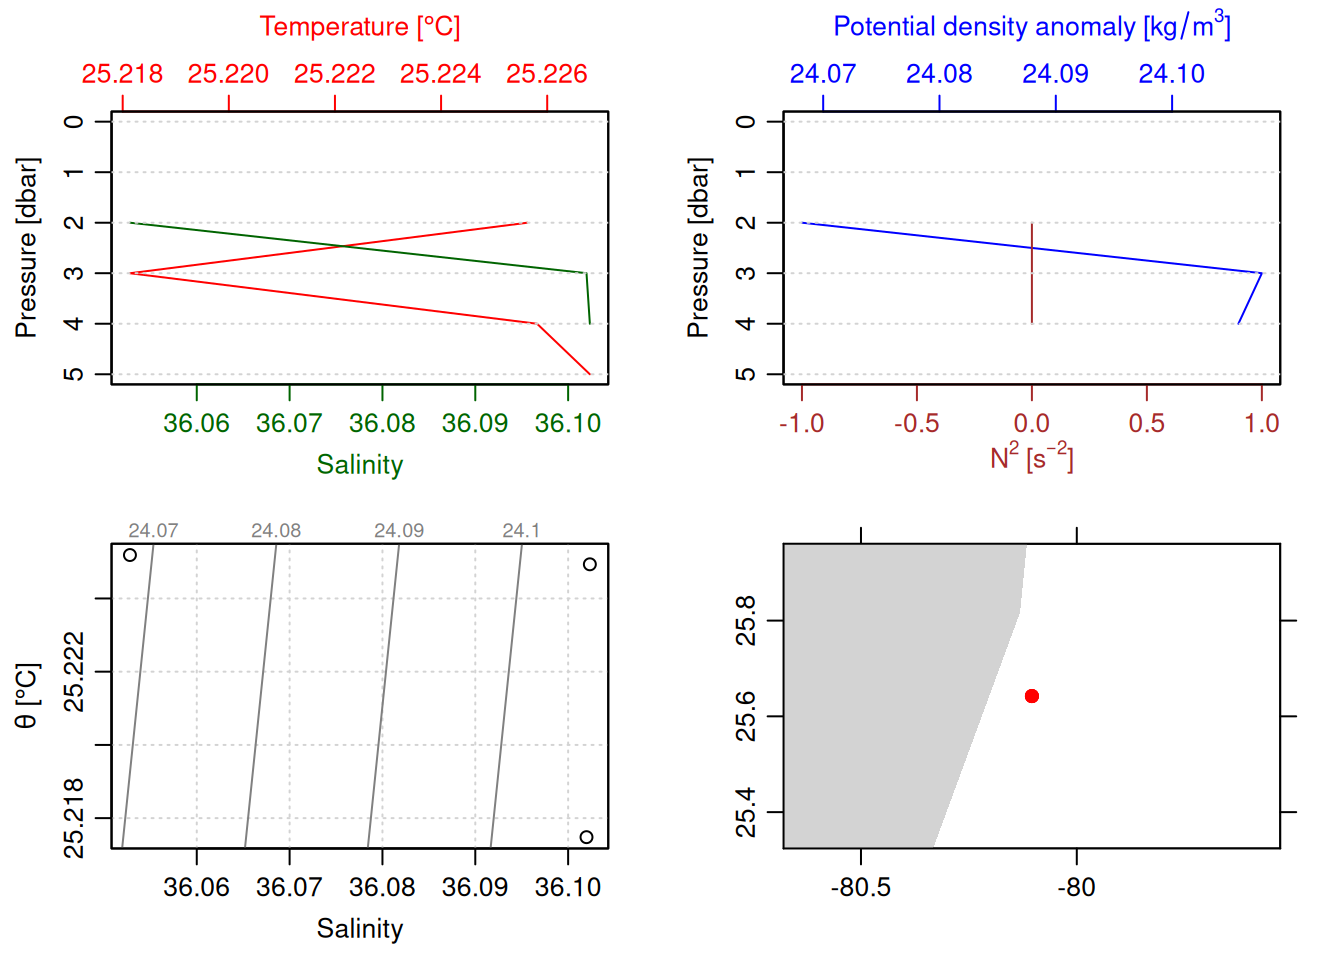 Temperature [°C]
25.218 25.220 25.222 25.224 25.226
0
1
2
3
4
5
Pressure [dbar]
36.06 36.07 36.08 36.09 36.10
Salinity
Potential density anomaly [kg/m³]
24.07 24.08 24.09 24.10
0
1
2
3
4
5
Pressure [dbar]
-1.0 -0.5 0.0 0.5 1.0
N² [s⁻²]
24.07 24.08 24.09 24.1
θ [°C]
25.222
25.218
36.06 36.07 36.08 36.09 36.10
Salinity
25.8
25.6
25.4
-80.5 -80